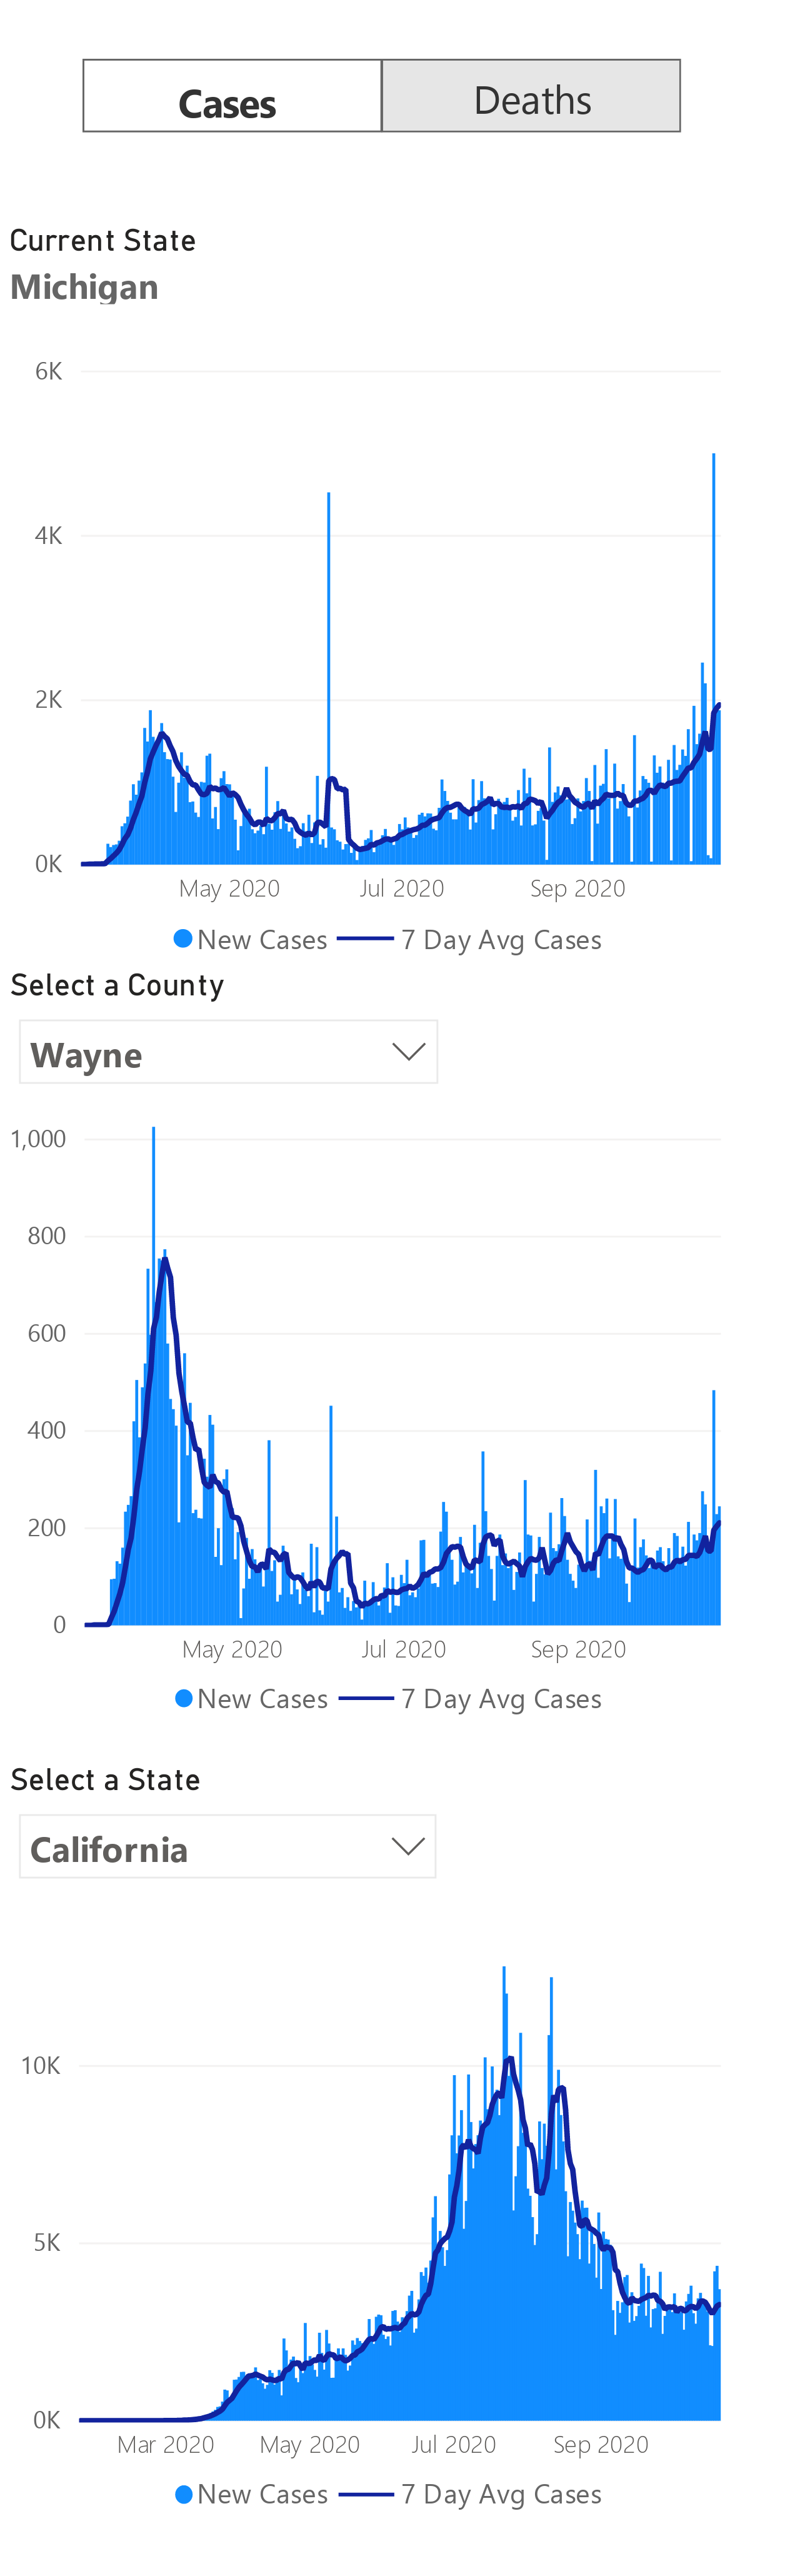 Cases Deaths
Current State
Michigan
6K
4K
2K
0K
May 2020 Jul 2020 Sep 2020
New Cases 7 Day Avg Cases
Select a County
Wayne
1,000
800
600
400
200
0
May 2020 Jul 2020 Sep 2020
New Cases 7 Day Avg Cases
Select a State
California
10K
5K
0K
Mar 2020 May 2020 Jul 2020 Sep 2020
New Cases 7 Day Avg Cases